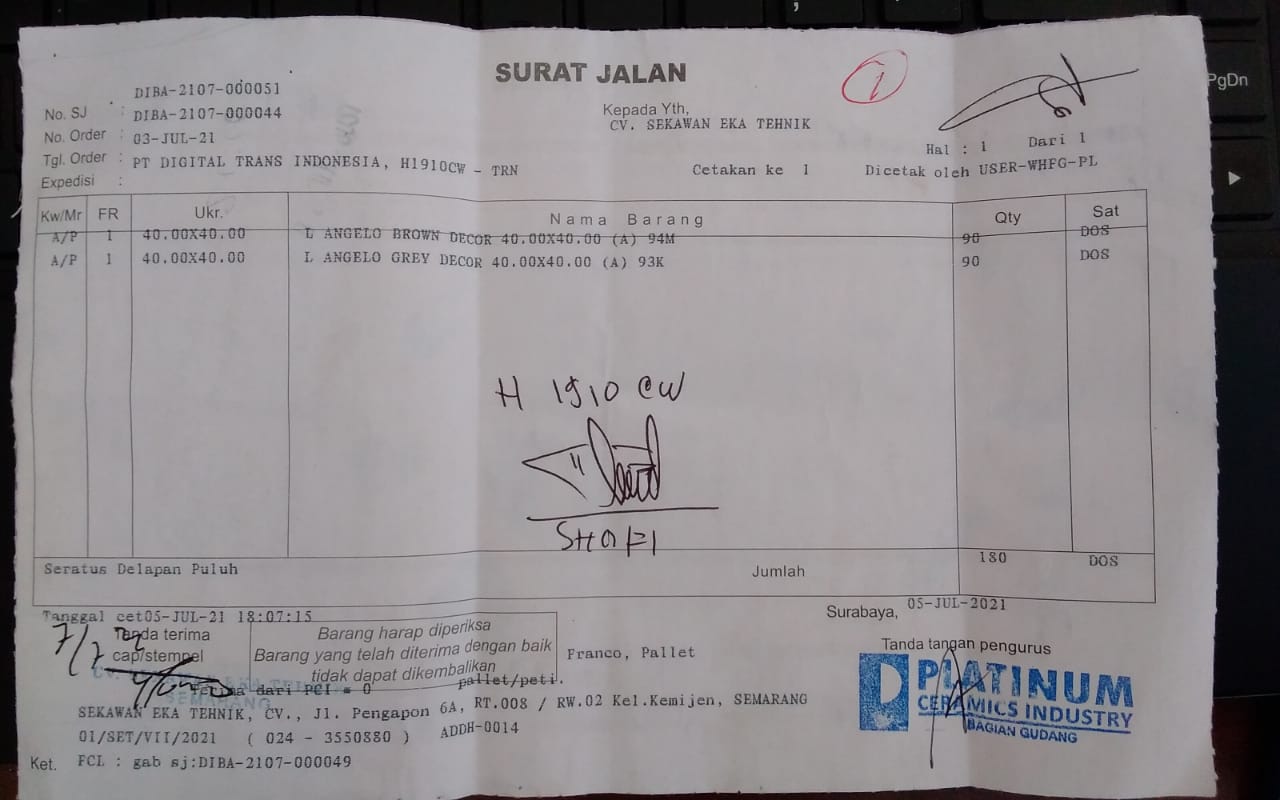 SURAT JALAN
1
DIBA-2107-000051
No. SJ : DIBA-2107-000044
No. Order : 03-JUL-21
Tgl. Order : PT DIGITAL TRANS INDONESIA, H1910CW - TRN
Expedisi :
Kepada Yth,
CV. SEKAWAN EKA TEHNIK
Cetakan ke 1
Hal : 1 Dari 1
Dicetak oleh USER-WHFG-PL
Kw/Mr FR Ukr. Nama Barang Qty Sat
A/P 1 40.00X40.00 L ANGELO BROWN DECOR 40.00X40.00 (A) 94M 90 DOS
A/P 1 40.00X40.00 L ANGELO GREY DECOR 40.00X40.00 (A) 93K 90 DOS
H 1910 CW
SHOFI
Seratus Delapan Puluh Jumlah 180 DOS
Tanggal cet05-JUL-21 18:07:15
Surabaya, 05-JUL-2021
7/7
Tanda terima
cap/stempel
Barang harap diperiksa
Barang yang telah diterima dengan baik
tidak dapat dikembalikan
Franco, Pallet
Tanda tangan pengurus
Terima dari PCI = 0 pallet/peti.
SEMARANG
PLATINUM
CERAMICS INDUSTRY
BAGIAN GUDANG
SEKAWAN EKA TEHNIK, CV., Jl. Pengapon 6A, RT.008 / RW.02 Kel.Kemijen, SEMARANG
01/SET/VII/2021 ( 024 - 3550880 ) ADDH-0014
Ket. FCL : gab sj:DIBA-2107-000049